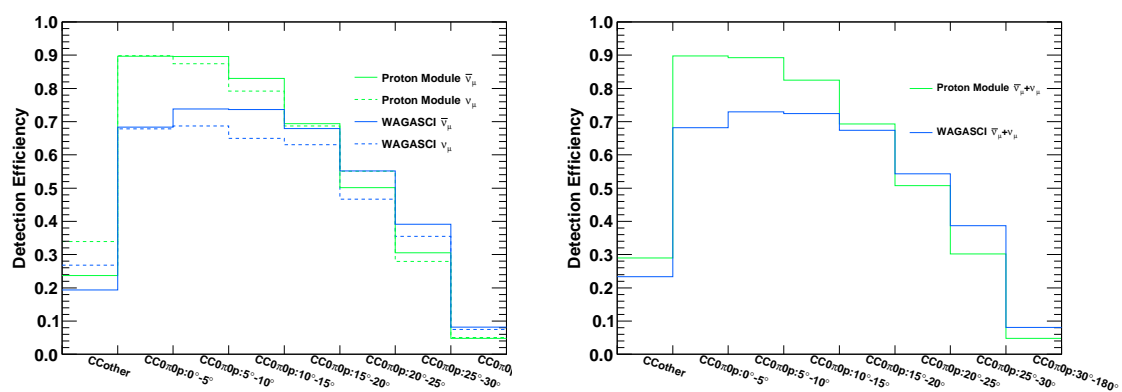 1.0
0.9
0.8
0.7
0.6
0.5
0.4
0.3
0.2
0.1
0.0
Detection Efficiency
Proton Module ν̅μ
Proton Module νμ
WAGASCI ν̅μ
WAGASCI νμ
CCother
CC0π0p:0°-5°
CC0π0p:5°-10°
CC0π0p:10°-15°
CC0π0p:15°-20°
CC0π0p:20°-25°
CC0π0p:25°-30°
CC0π0p
1.0
0.9
0.8
0.7
0.6
0.5
0.4
0.3
0.2
0.1
0.0
Detection Efficiency
Proton Module ν̅μ+νμ
WAGASCI ν̅μ+νμ
CCother
CC0π0p:0°-5°
CC0π0p:5°-10°
CC0π0p:10°-15°
CC0π0p:15°-20°
CC0π0p:20°-25°
CC0π0p:25°-30°
CC0π0p:30°-180°